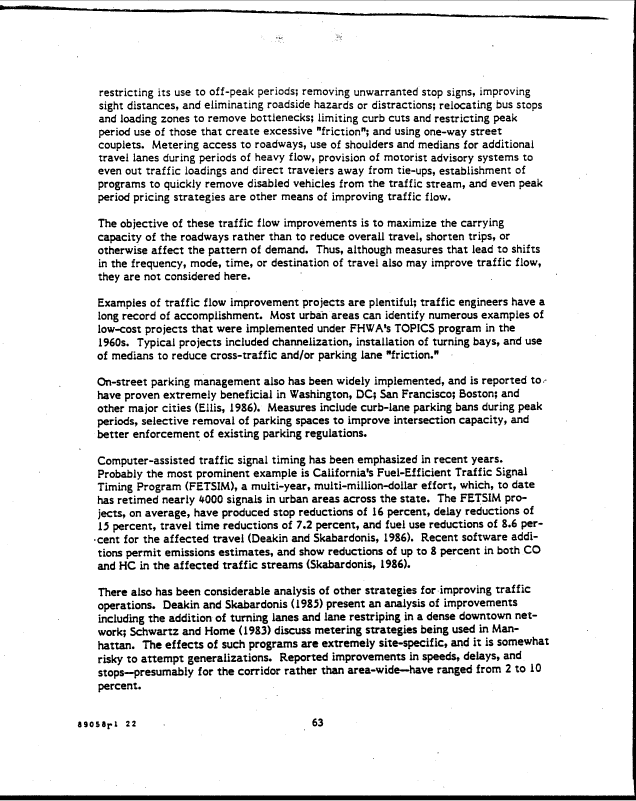 restricting its use to off-peak periods; removing unwarranted stop signs, improving
sight distances, and eliminating roadside hazards or distractions; relocating bus stops
and loading zones to remove bottlenecks; limiting curb cuts and restricting peak
period use of those that create excessive "friction"; and using one-way street
couplets. Metering access to roadways, use of shoulders and medians for additional
travel lanes during periods of heavy flow, provision of motorist advisory systems to
even out traffic loadings and direct travelers away from tie-ups, establishment of
programs to quickly remove disabled vehicles from the traffic stream, and even peak
period pricing strategies are other means of improving traffic flow.
The objective of these traffic flow improvements is to maximize the carrying
capacity of the roadways rather than to reduce overall travel, shorten trips, or
otherwise affect the pattern of demand. Thus, although measures that lead to shifts
in the frequency, mode, time, or destination of travel also may improve traffic flow,
they are not considered here.
Examples of traffic flow improvement projects are plentiful; traffic engineers have a
long record of accomplishment. Most urban areas can identify numerous examples of
low-cost projects that were implemented under FHWA's TOPICS program in the
1960s. Typical projects included channelization, installation of turning bays, and use
of medians to reduce cross-traffic and/or parking lane "friction."
On-street parking management also has been widely implemented, and is reported to
have proven extremely beneficial in Washington, DC; San Francisco; Boston; and
other major cities (Ellis, 1986). Measures include curb-lane parking bans during peak
periods, selective removal of parking spaces to improve intersection capacity, and
better enforcement of existing parking regulations.
Computer-assisted traffic signal timing has been emphasized in recent years.
Probably the most prominent example is California's Fuel-Efficient Traffic Signal
Timing Program (FETSIM), a multi-year, multi-million-dollar effort, which, to date
has retimed nearly 4000 signals in urban areas across the state. The FETSIM pro-
jects, on average, have produced stop reductions of 16 percent, delay reductions of
15 percent, travel time reductions of 7.2 percent, and fuel use reductions of 8.6 per-
cent for the affected travel (Deakin and Skabardonis, 1986). Recent software addi-
tions permit emissions estimates, and show reductions of up to 8 percent in both CO
and HC in the affected traffic streams (Skabardonis, 1986).
There also has been considerable analysis of other strategies for improving traffic
operations. Deakin and Skabardonis (1985) present an analysis of improvements
including the addition of turning lanes and lane restriping in a dense downtown net-
work; Schwartz and Home (1983) discuss metering strategies being used in Man-
hattan. The effects of such programs are extremely site-specific, and it is somewhat
risky to attempt generalizations. Reported improvements in speeds, delays, and
stops—presumably for the corridor rather than area-wide—have ranged from 2 to 10
percent.
89058r1 22 63